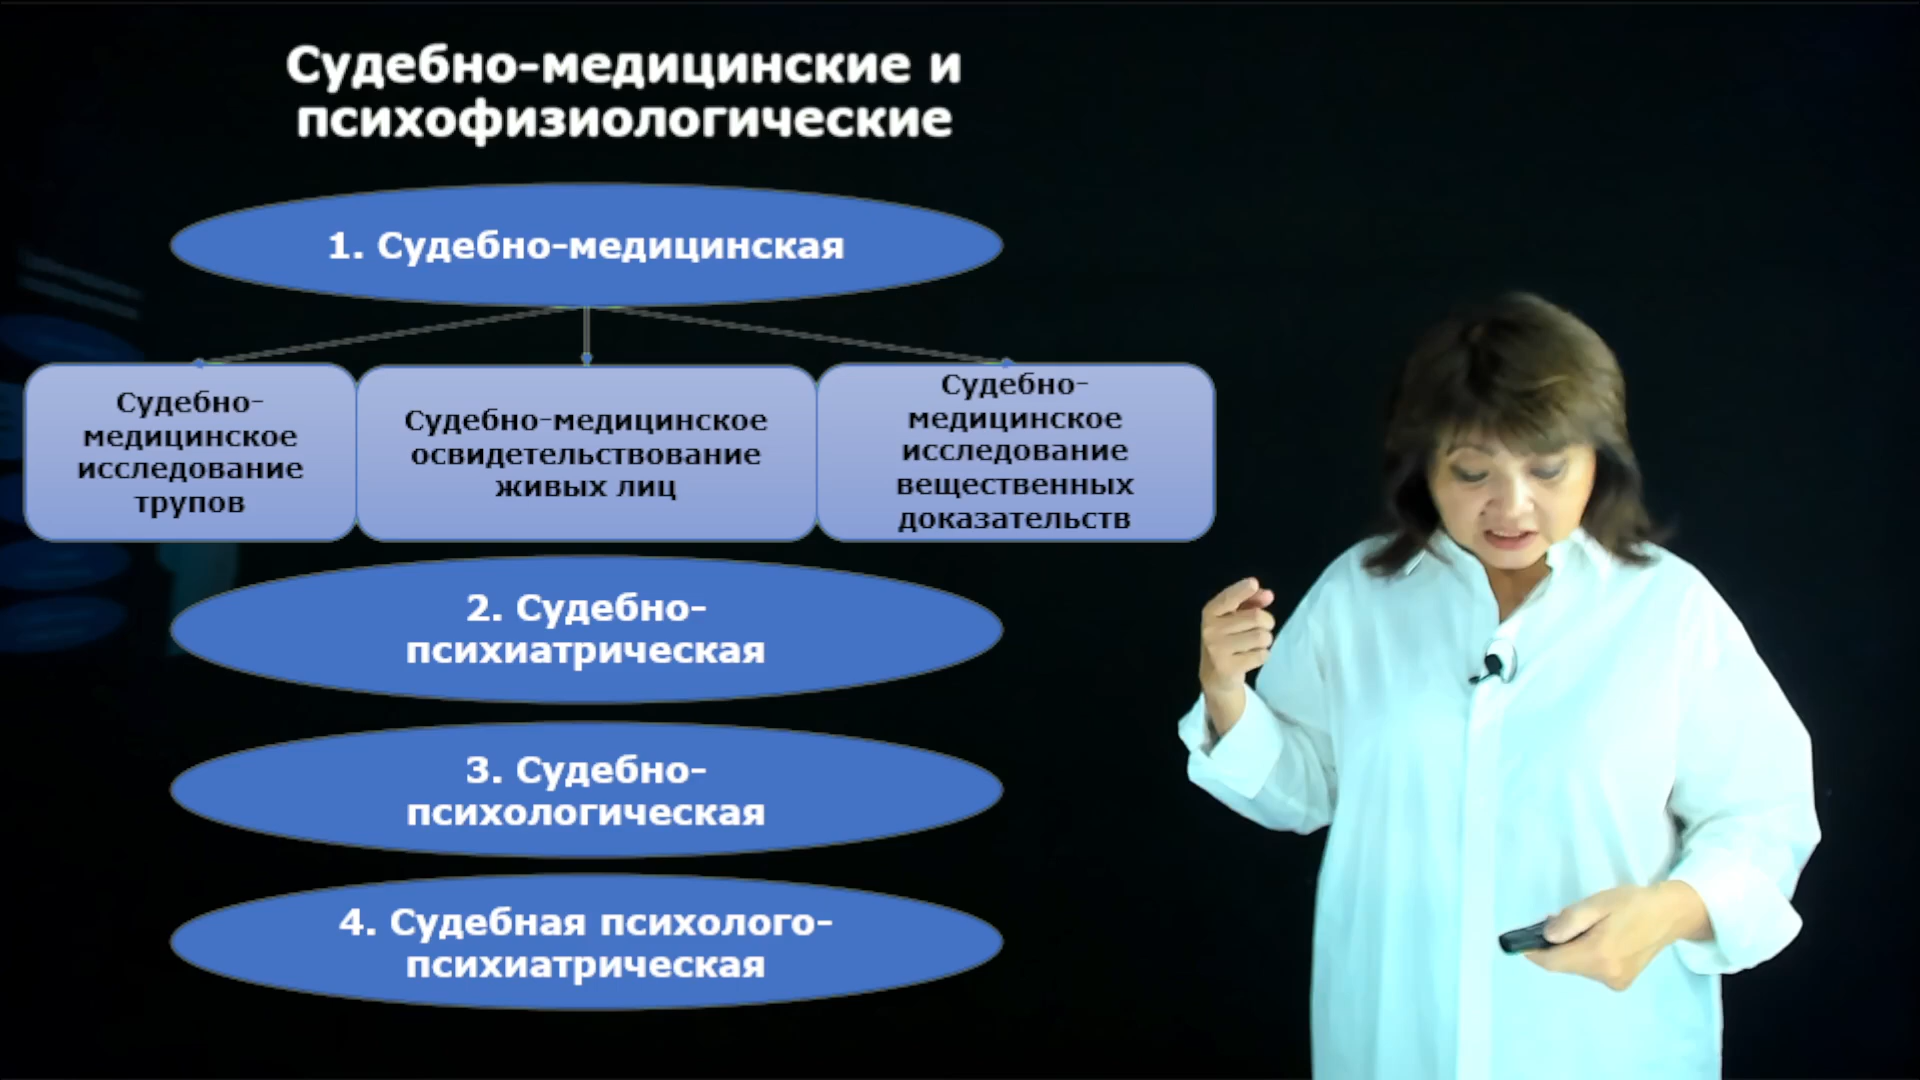 Судебно-медицинские и
психофизиологические
1. Судебно-медицинская
Судебно-
медицинское
исследование
трупов
Судебно-медицинское
освидетельствование
живых лиц
Судебно-
медицинское
исследование
вещественных
доказательств
2. Судебно-
психиатрическая
3. Судебно-
психологическая
4. Судебная психолого-
психиатрическая